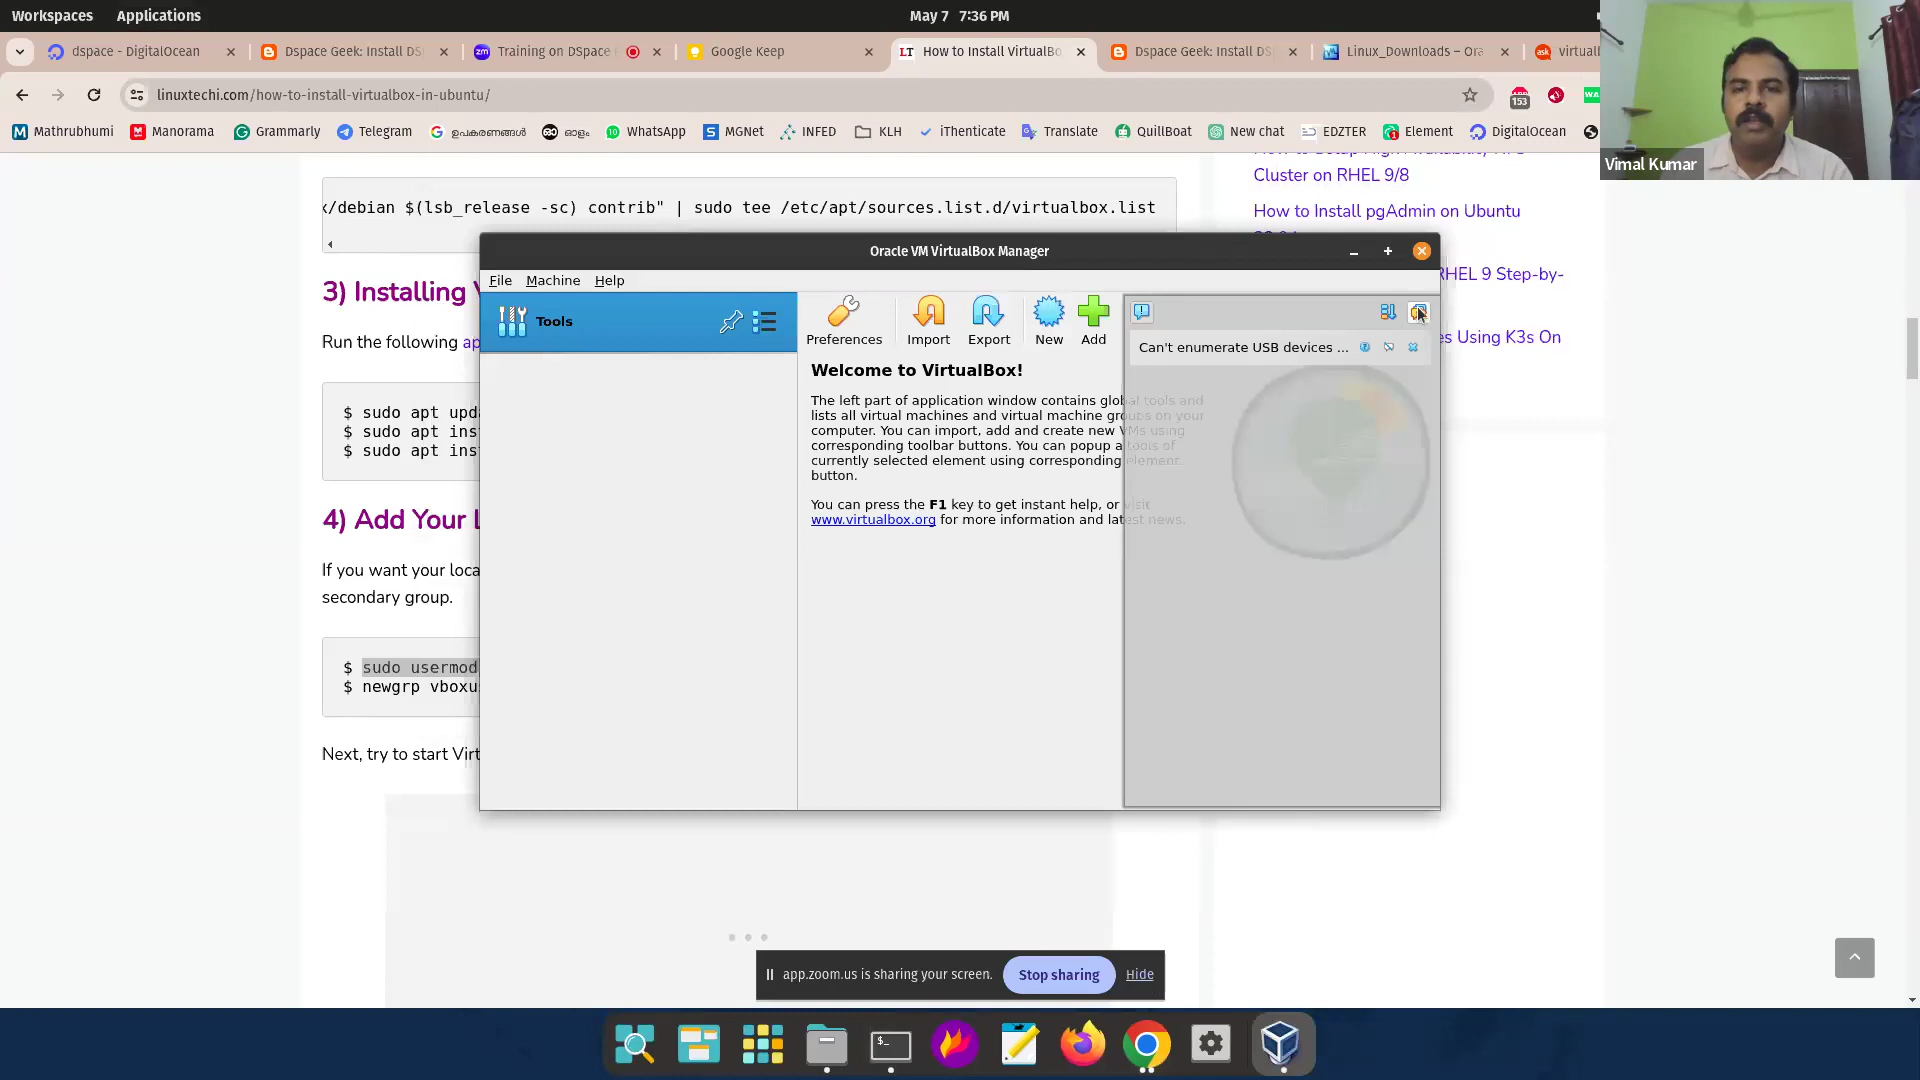 Workspaces Applications May 7 7:36 PM
dspace - DigitalOcean Dspace Geek: Install DS Training on DSpace Google Keep How to Install VirtualBo Dspace Geek: Install DS Linux_Downloads – Ora virtual
linuxtechi.com/how-to-install-virtualbox-in-ubuntu/ 153
Mathrubhumi Manorama Grammarly Telegram ഉപകരണങ്ങൾ ഓളം WhatsApp MGNet INFED KLH iThenticate Translate QuillBoat New chat EDZTER Element DigitalOcean
Vimal Kumar
Cluster on RHEL 9/8
How to Install pgAdmin on Ubuntu
RHEL 9 Step-by-
es Using K3s On
x/debian $(lsb_release -sc) contrib" | sudo tee /etc/apt/sources.list.d/virtualbox.list
3) Installing
Run the following ap
$ sudo apt upd
$ sudo apt ins
$ sudo apt ins
4) Add Your L
If you want your loca
secondary group.
$ sudo usermod
$ newgrp vboxus
Next, try to start Virt
Oracle VM VirtualBox Manager
File Machine Help
Tools
Preferences Import Export New Add
Can't enumerate USB devices ...
Welcome to VirtualBox!
The left part of application window contains global tools and
lists all virtual machines and virtual machine groups on your
computer. You can import, add and create new VMs using
corresponding toolbar buttons. You can popup a tools of
currently selected element using corresponding element
button.
You can press the F1 key to get instant help, or visit
www.virtualbox.org for more information and latest news.
app.zoom.us is sharing your screen. Stop sharing Hide